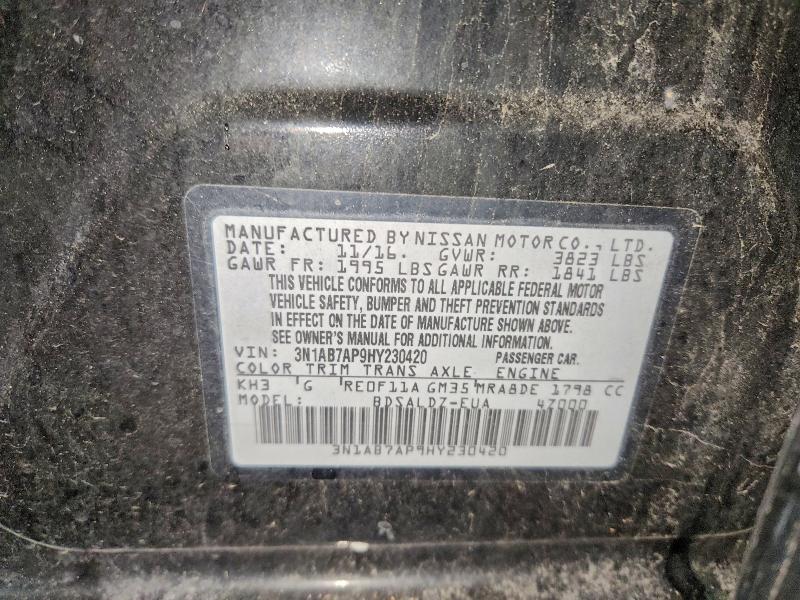 MANUFACTURED BY NISSAN MOTOR CO., LTD.
DATE: 11/16. GVWR: 3823 LBS
GAWR FR: 1995 LBS GAWR RR: 1841 LBS
THIS VEHICLE CONFORMS TO ALL APPLICABLE FEDERAL MOTOR
VEHICLE SAFETY, BUMPER AND THEFT PREVENTION STANDARDS
IN EFFECT ON THE DATE OF MANUFACTURE SHOWN ABOVE.
SEE OWNER'S MANUAL FOR ADDITIONAL INFORMATION.
VIN: 3N1AB7AP9HY230420 PASSENGER CAR.
COLOR TRIM TRANS AXLE ENGINE
KH3 G RE0F11A GM35 MRA8DE 1798 CC
MODEL: BDSALDZ-EUA 47000
3N1AB7AP9HY230420